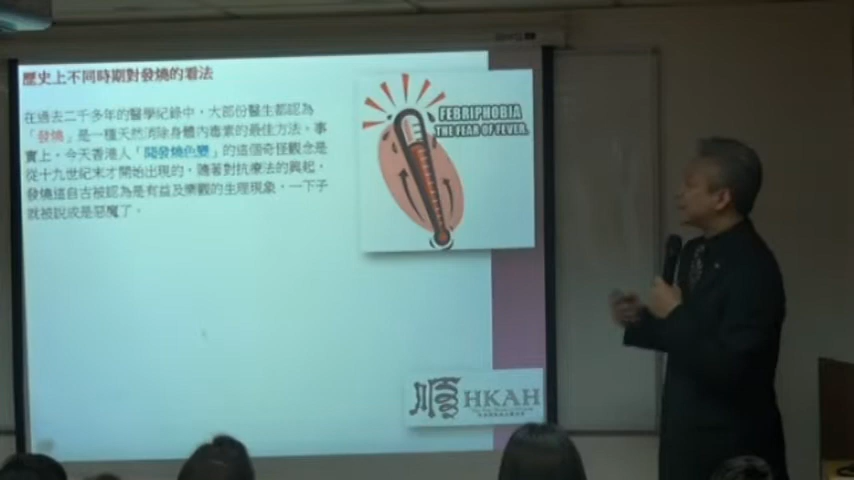 歷史上不同時期對發燒的看法
在過去二千多年的醫學紀錄中，大部份醫生都認為
「發燒」是一種天然消除身體內毒素的最佳方法。事
實上，今天香港人「聞發燒色變」的這個奇怪觀念是
從十九世紀末才開始出現的，隨著對抗療法的興起，
發燒這自古被認為是有益及樂觀的生理現象，一下子
就被說成是惡魔了。
FEBRIPHOBIA
THE FEAR OF FEVER.
順 HKAH